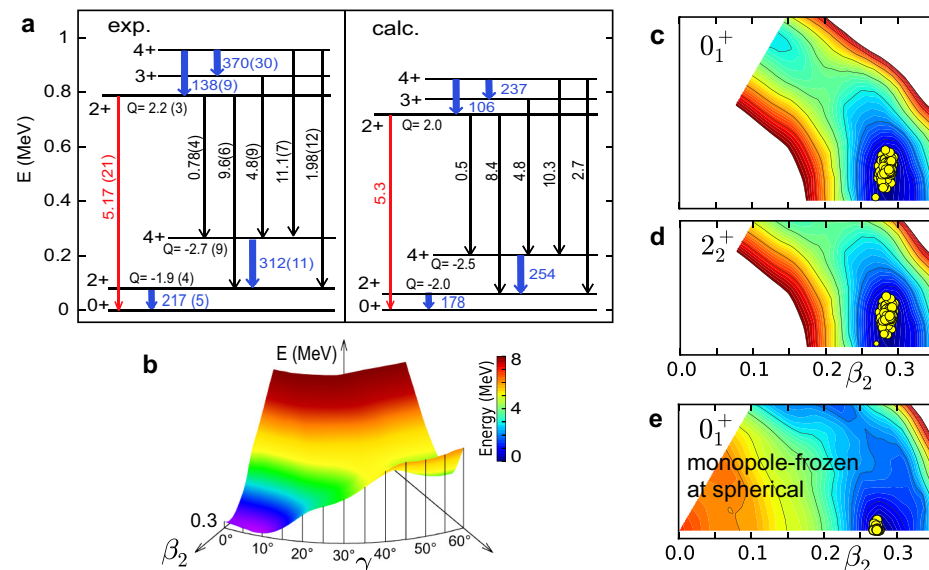 a
exp.
calc.
E (MeV)
1
0.8
0.6
0.4
0.2
0
4+
370(30)
3+
138(9)
2+
Q= 2.2 (3)
5.17 (21)
0.78(4)
9.6(6)
4.8(9)
11.1(7)
1.98(12)
4+
Q= -2.7 (9)
312(11)
2+
Q= -1.9 (4)
0+
217 (5)
4+
237
3+
106
2+
Q= 2.0
5.3
0.5
8.4
4.8
10.3
2.7
4+
Q= -2.5
254
2+
Q= -2.0
0+
178
b
E (MeV)
Energy (MeV)
8
4
0
0.3
β2
0°
10°
20°
30°
40°
50°
60°
γ
c
0₁⁺
d
2₂⁺
0.0
0.1
0.2
β2
0.3
e
0₁⁺
monopole-frozen
at spherical
0.0
0.1
0.2
β2
0.3